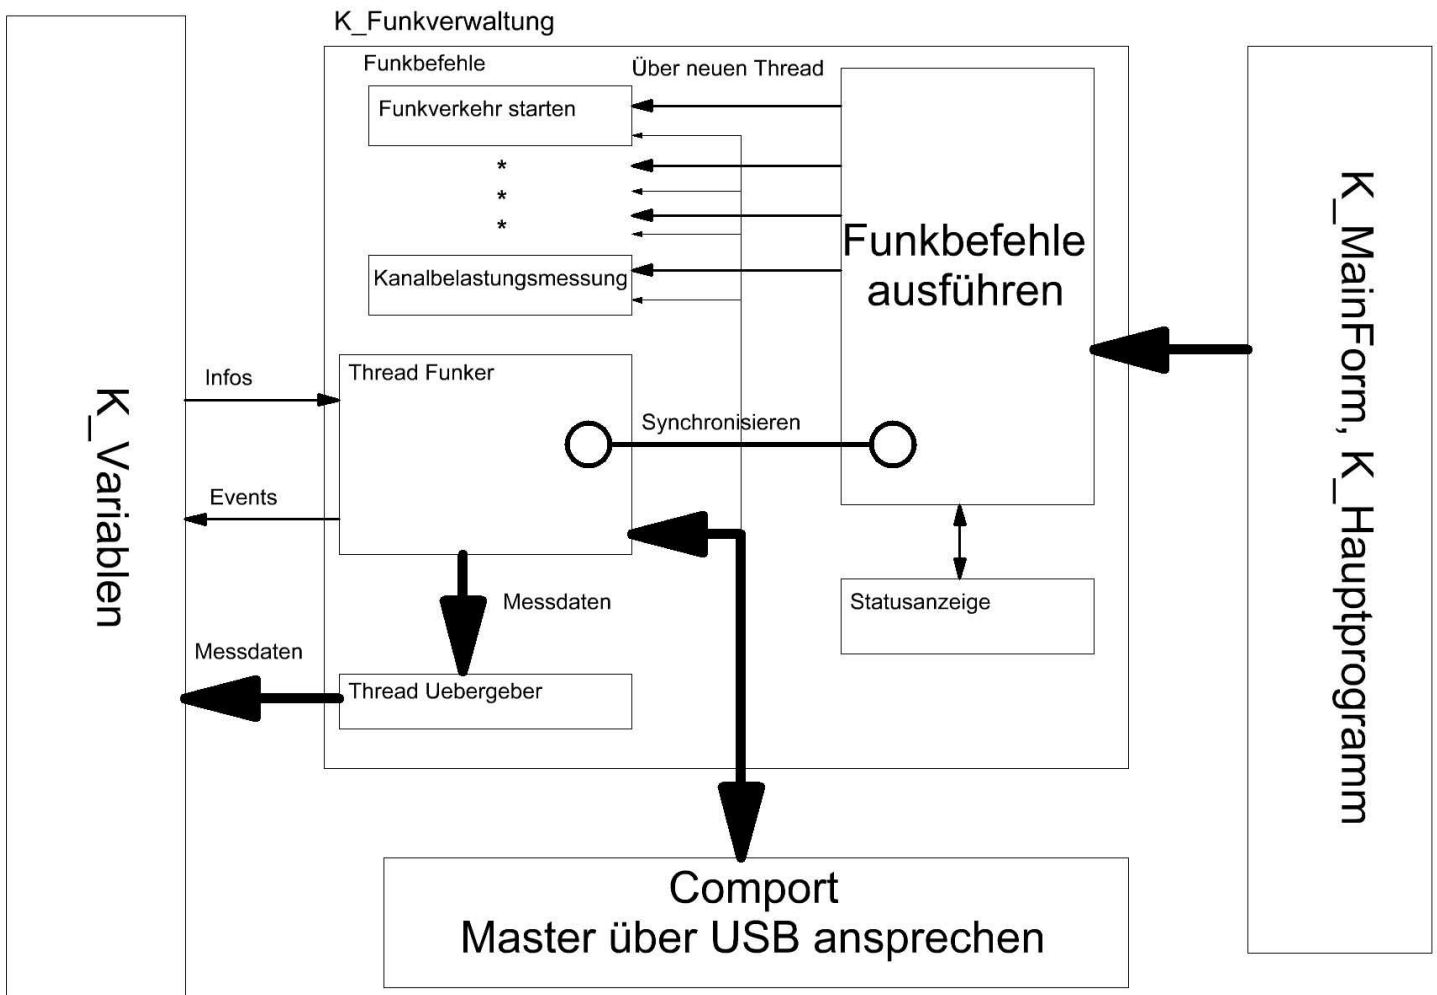 K_Funkverwaltung
Funkbefehle
Über neuen Thread
Funkverkehr starten
*
*
*
Kanalbelastungsmessung
Funkbefehle
ausführen
Thread Funker
Infos
Synchronisieren
Events
Messdaten
Statusanzeige
Messdaten
Thread Uebergeber
K_Variablen
K_MainForm, K_Hauptprogramm
Comport
Master über USB ansprechen